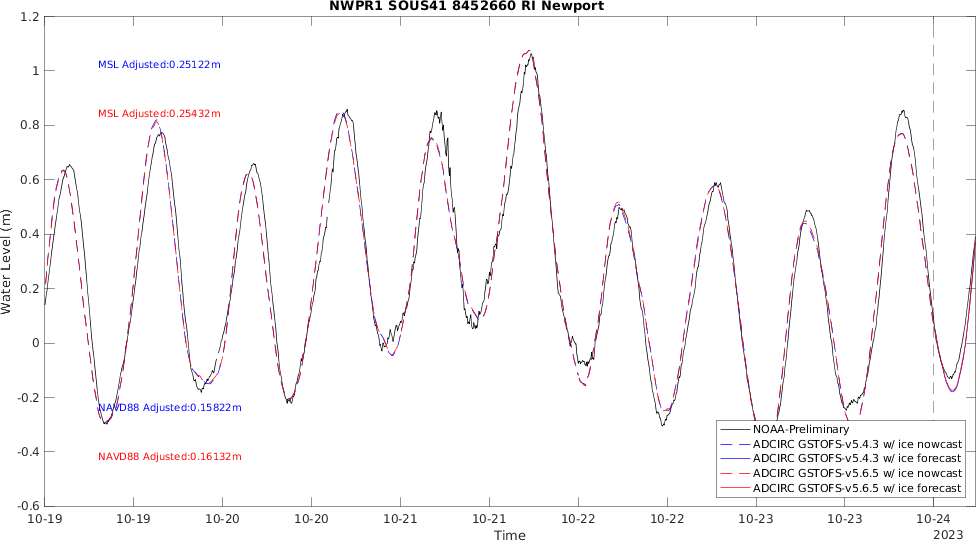 NWPR1 SOUS41 8452660 RI Newport
1.2
1
0.8
0.6
0.4
0.2
0
-0.2
-0.4
-0.6
Water Level (m)
MSL Adjusted:0.25122m
MSL Adjusted:0.25432m
NAVD88 Adjusted:0.15822m
NAVD88 Adjusted:0.16132m
NOAA-Preliminary
ADCIRC GSTOFS-v5.4.3 w/ ice nowcast
ADCIRC GSTOFS-v5.4.3 w/ ice forecast
ADCIRC GSTOFS-v5.6.5 w/ ice nowcast
ADCIRC GSTOFS-v5.6.5 w/ ice forecast
10-19 10-19 10-20 10-20 10-21 10-21 10-22 10-22 10-23 10-23 10-24
Time
2023